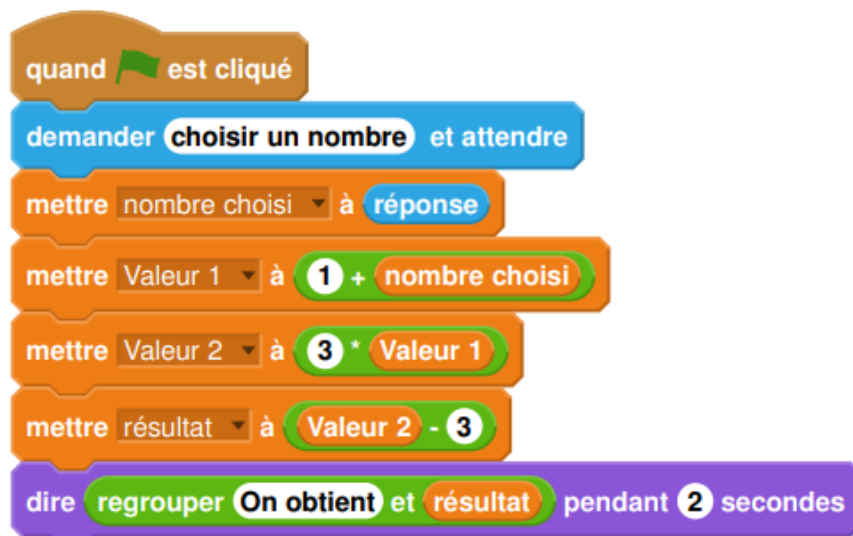 quand est cliqué
demander choisir un nombre et attendre
mettre nombre choisi à réponse
mettre Valeur 1 à 1 + nombre choisi
mettre Valeur 2 à 3 * Valeur 1
mettre résultat à Valeur 2 - 3
dire regrouper On obtient et résultat pendant 2 secondes